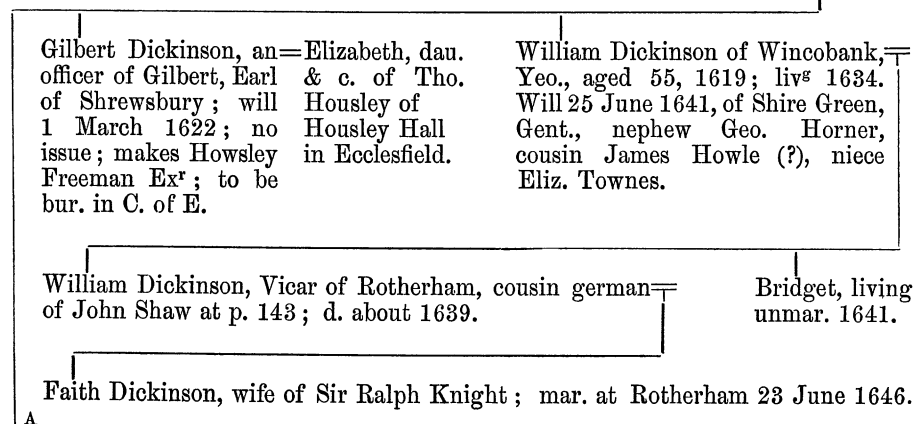 Gilbert Dickinson, an=Elizabeth, dau.
officer of Gilbert, Earl & c. of Tho.
of Shrewsbury; will Housley of
1 March 1622; no Housley Hall
issue; makes Howsley in Ecclesfield.
Freeman Exʳ; to be
bur. in C. of E.
William Dickinson of Wincobank,=
Yeo., aged 55, 1619; livᵍ 1634.
Will 25 June 1641, of Shire Green,
Gent., nephew Geo. Horner,
cousin James Howle (?), niece
Eliz. Townes.
William Dickinson, Vicar of Rotherham, cousin german=
of John Shaw at p. 143; d. about 1639.
Bridget, living
unmar. 1641.
Faith Dickinson, wife of Sir Ralph Knight; mar. at Rotherham 23 June 1646.
A